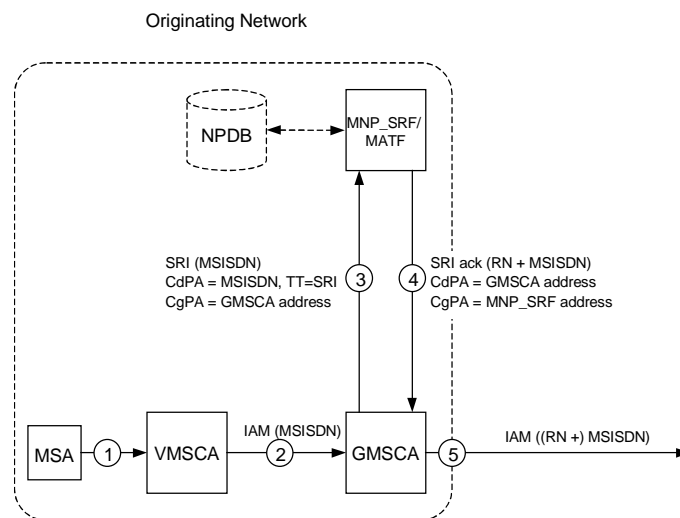 Originating Network
NPDB
MNP_SRF/
MATF
SRI (MSISDN)
CdPA = MSISDN, TT=SRI
CgPA = GMSCA address
3
4
SRI ack (RN + MSISDN)
CdPA = GMSCA address
CgPA = MNP_SRF address
MSA
1
VMSCA
IAM (MSISDN)
2
GMSCA
5
IAM ((RN +) MSISDN)